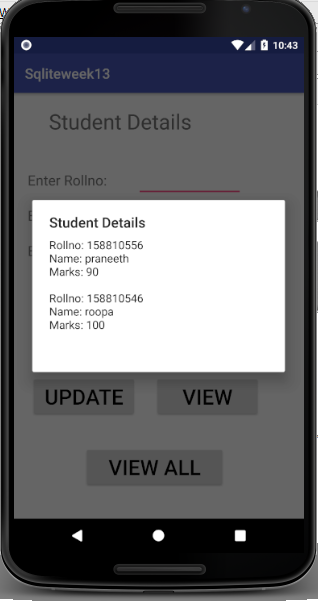 10:43
Sqliteweek13
Student Details
Enter Rollno:
Student Details
Rollno: 158810556
Name: praneeth
Marks: 90
Rollno: 158810546
Name: roopa
Marks: 100
UPDATE VIEW
VIEW ALL